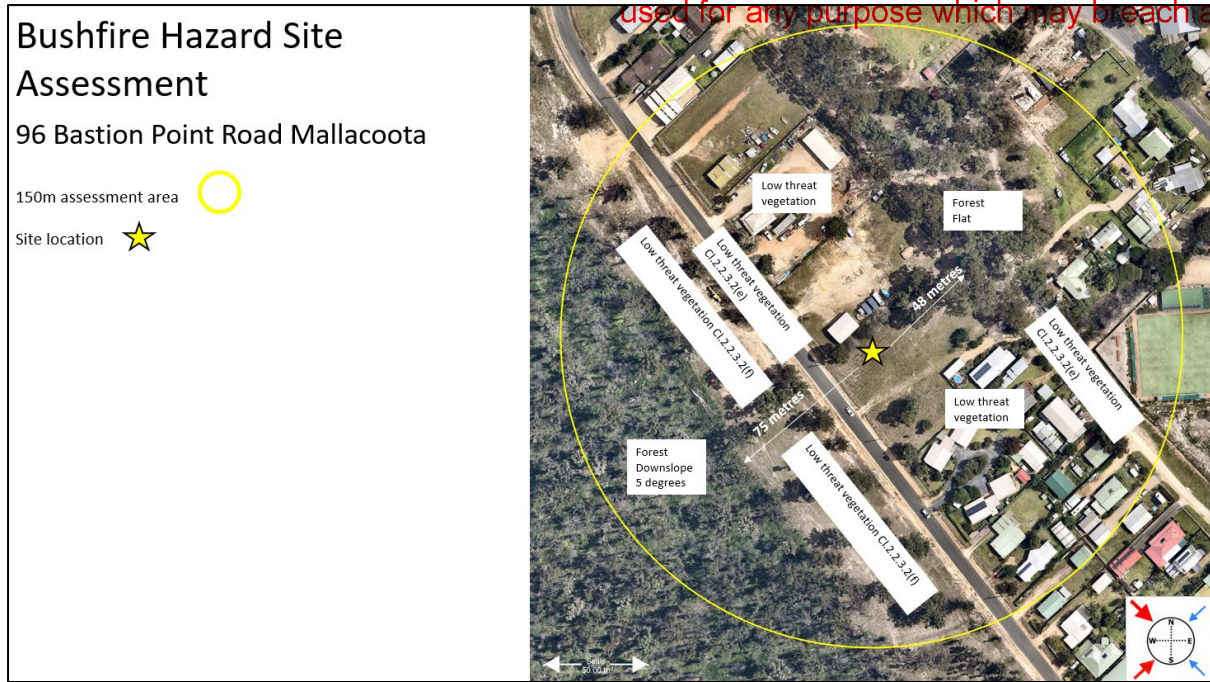 used for any purpose which may breach a
Bushfire Hazard Site
Assessment
96 Bastion Point Road Mallacoota
150m assessment area
Site location
Low threat
vegetation
Forest
Flat
Low threat vegetation
Cl.2.2.3.2(e)
Low threat vegetation Cl.2.2.3.2(f)
48 metres
Low threat vegetation
Cl.2.2.3.2(e)
Low threat
vegetation
75 metres
Forest
Downslope
5 degrees
Low threat vegetation Cl.2.2.3.2(f)
N
W
E
S
Scale
50.00 m